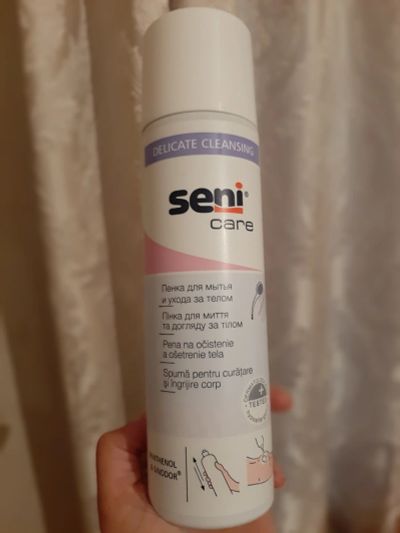 DELICATE CLEANSING
seni®
care
Пенка для мытья
и ухода за телом
Пінка для миття
та догляду за тілом
Pena na očistenie
a ošetrenie tela
Spumă pentru curățare
și îngrijire corp
TESTED